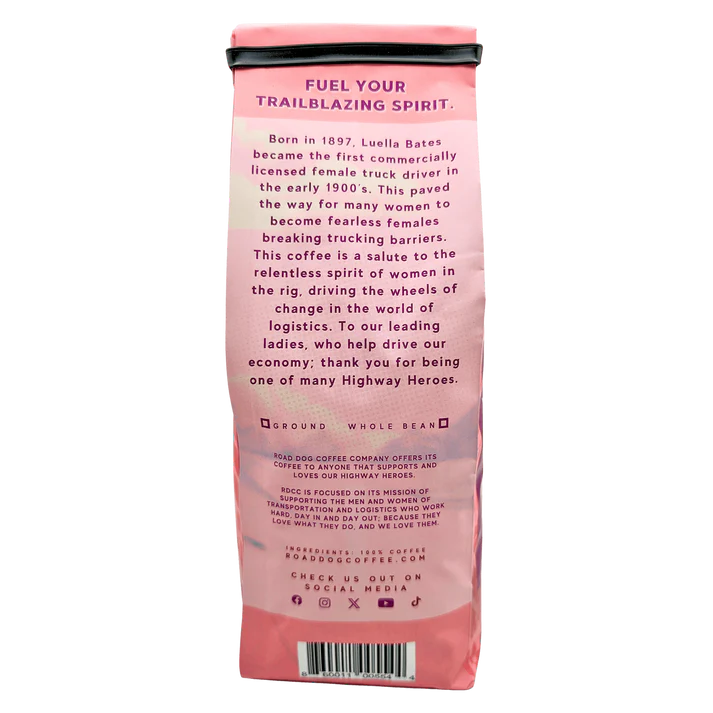 FUEL YOUR
TRAILBLAZING SPIRIT.
Born in 1897, Luella Bates
became the first commercially
licensed female truck driver in
the early 1900's. This paved
the way for many women to
become fearless females
breaking trucking barriers.
This coffee is a salute to the
relentless spirit of women in
the rig, driving the wheels of
change in the world of
logistics. To our leading
ladies, who help drive our
economy; thank you for being
one of many Highway Heroes.
GROUND WHOLE BEAN
ROAD DOG COFFEE COMPANY OFFERS ITS
COFFEE TO ANYONE THAT SUPPORTS AND
LOVES OUR HIGHWAY HEROES.
RDCC IS FOCUSED ON ITS MISSION OF
SUPPORTING THE MEN AND WOMEN OF
TRANSPORTATION AND LOGISTICS WHO WORK
HARD, DAY IN AND DAY OUT; BECAUSE THEY
LOVE WHAT THEY DO, AND WE LOVE THEM.
INGREDIENTS: 100% COFFEE
ROADDOGCOFFEE.COM
CHECK US OUT ON
SOCIAL MEDIA
8 60011 00854 4